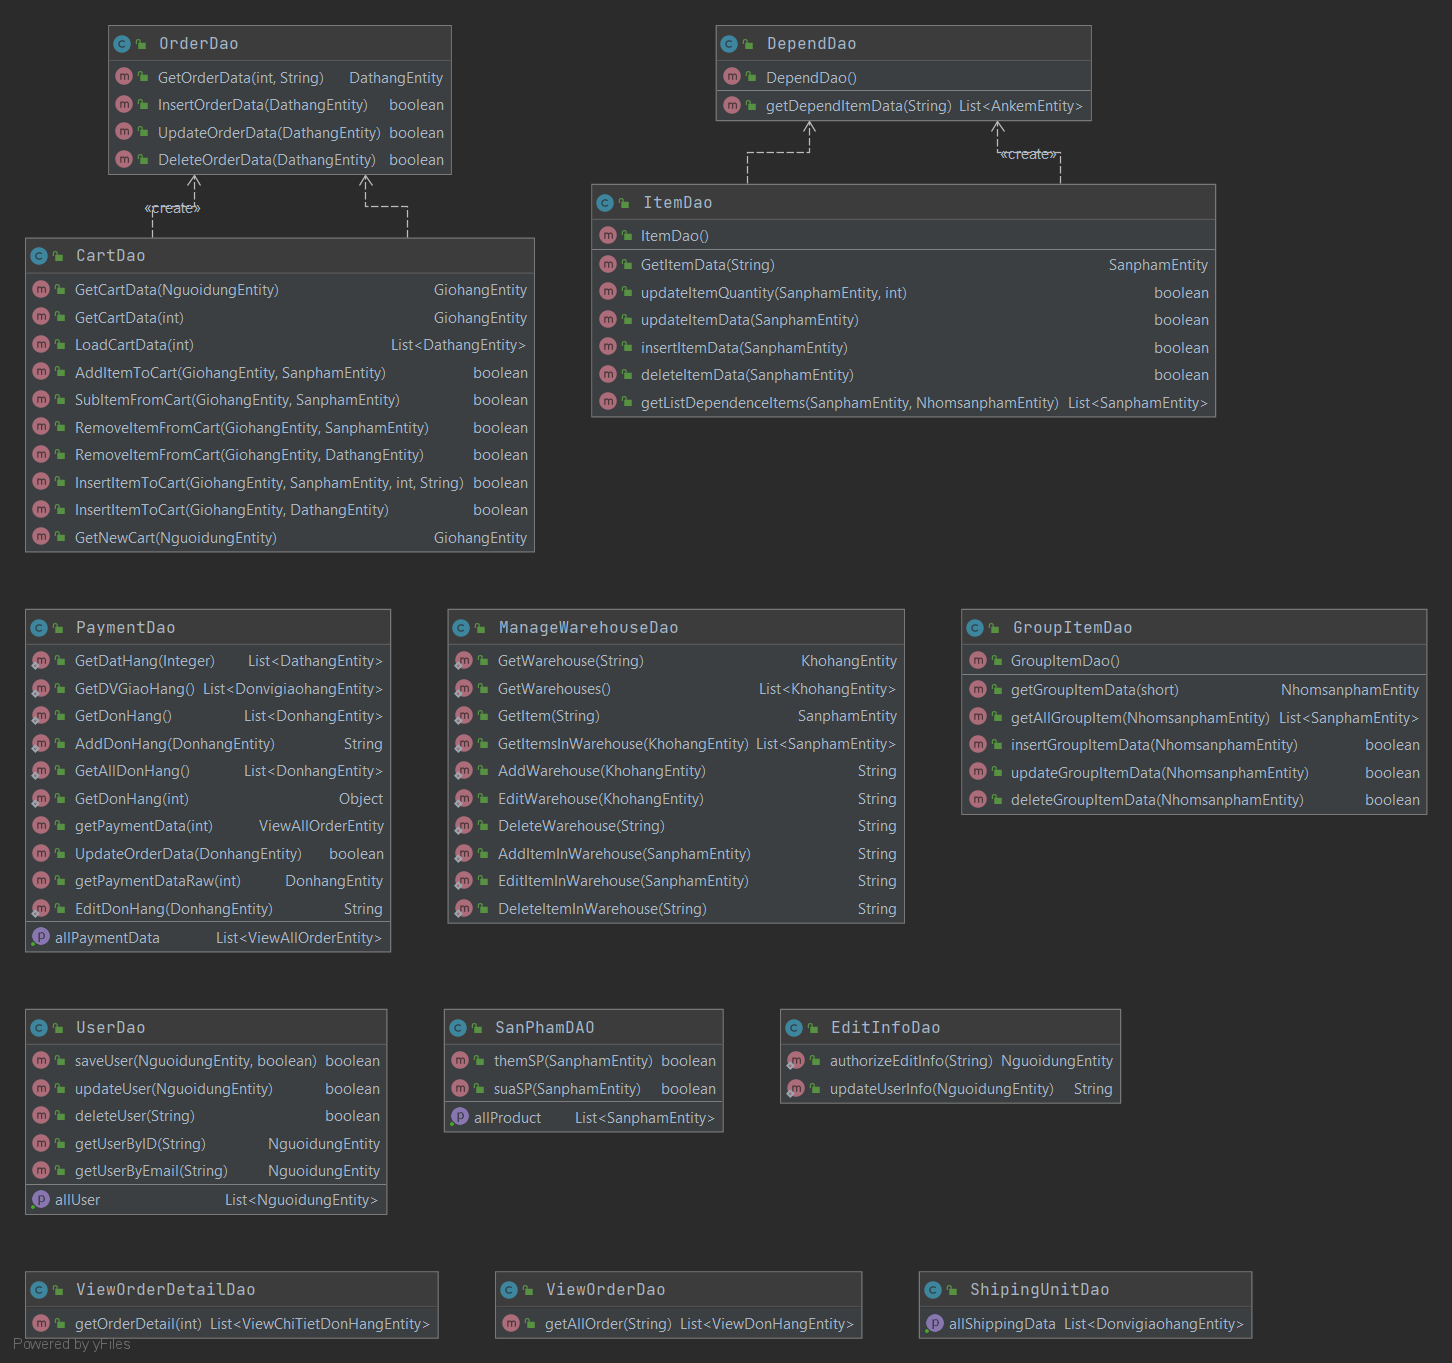 OrderDao
GetOrderData(int, String) DathangEntity
InsertOrderData(DathangEntity) boolean
UpdateOrderData(DathangEntity) boolean
DeleteOrderData(DathangEntity) boolean
«create»
DependDao
DependDao()
getDependItemData(String) List<AnkemEntity>
«create»
CartDao
GetCartData(NguoidungEntity) GiohangEntity
GetCartData(int) GiohangEntity
LoadCartData(int) List<DathangEntity>
AddItemToCart(GiohangEntity, SanphamEntity) boolean
SubItemFromCart(GiohangEntity, SanphamEntity) boolean
RemoveItemFromCart(GiohangEntity, SanphamEntity) boolean
RemoveItemFromCart(GiohangEntity, DathangEntity) boolean
InsertItemToCart(GiohangEntity, SanphamEntity, int, String) boolean
InsertItemToCart(GiohangEntity, DathangEntity) boolean
GetNewCart(NguoidungEntity) GiohangEntity
ItemDao
ItemDao()
GetItemData(String) SanphamEntity
updateItemQuantity(SanphamEntity, int) boolean
updateItemData(SanphamEntity) boolean
insertItemData(SanphamEntity) boolean
deleteItemData(SanphamEntity) boolean
getListDependenceItems(SanphamEntity, NhomsanphamEntity) List<SanphamEntity>
PaymentDao
GetDatHang(Integer) List<DathangEntity>
GetDVGiaoHang() List<DonvigiaohangEntity>
GetDonHang() List<DonhangEntity>
AddDonHang(DonhangEntity) String
GetAllDonHang() List<DonhangEntity>
GetDonHang(int) Object
getPaymentData(int) ViewAllOrderEntity
UpdateOrderData(DonhangEntity) boolean
getPaymentDataRaw(int) DonhangEntity
EditDonHang(DonhangEntity) String
allPaymentData List<ViewAllOrderEntity>
ManageWarehouseDao
GetWarehouse(String) KhohangEntity
GetWarehouses() List<KhohangEntity>
GetItem(String) SanphamEntity
GetItemsInWarehouse(KhohangEntity) List<SanphamEntity>
AddWarehouse(KhohangEntity) String
EditWarehouse(KhohangEntity) String
DeleteWarehouse(String) String
AddItemInWarehouse(SanphamEntity) String
EditItemInWarehouse(SanphamEntity) String
DeleteItemInWarehouse(String) String
GroupItemDao
GroupItemDao()
getGroupItemData(short) NhomsanphamEntity
getAllGroupItem(NhomsanphamEntity) List<SanphamEntity>
insertGroupItemData(NhomsanphamEntity) boolean
updateGroupItemData(NhomsanphamEntity) boolean
deleteGroupItemData(NhomsanphamEntity) boolean
UserDao
saveUser(NguoidungEntity, boolean) boolean
updateUser(NguoidungEntity) boolean
deleteUser(String) boolean
getUserByID(String) NguoidungEntity
getUserByEmail(String) NguoidungEntity
allUser List<NguoidungEntity>
SanPhamDAO
themSP(SanphamEntity) boolean
suaSP(SanphamEntity) boolean
allProduct List<SanphamEntity>
EditInfoDao
authorizeEditInfo(String) NguoidungEntity
updateUserInfo(NguoidungEntity) String
ViewOrderDetailDao
getOrderDetail(int) List<ViewChiTietDonHangEntity>
ViewOrderDao
getAllOrder(String) List<ViewDonHangEntity>
ShipingUnitDao
allShippingData List<DonvigiaohangEntity>
Powered by yFiles